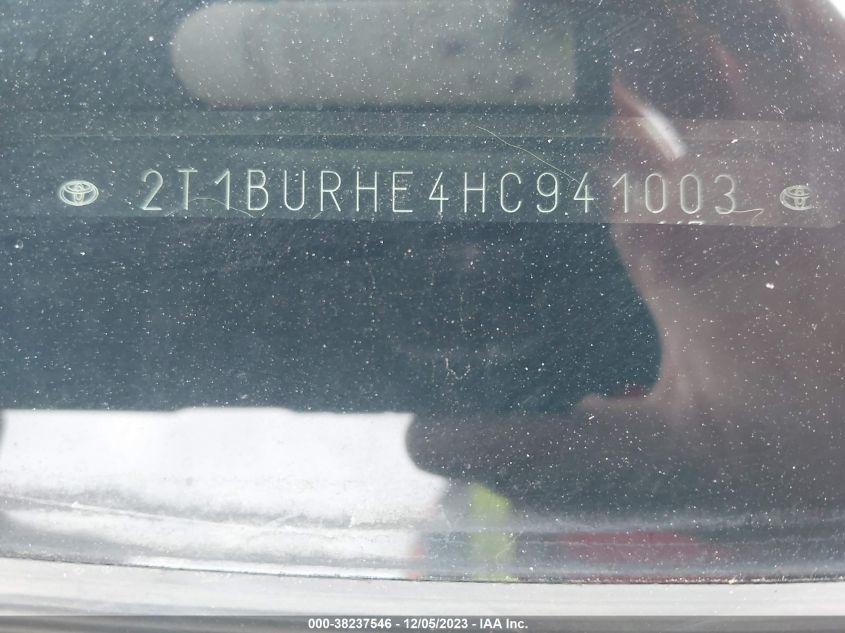 2T1BURHE4HC941003
000-38237546 - 12/05/2023 - IAA Inc.